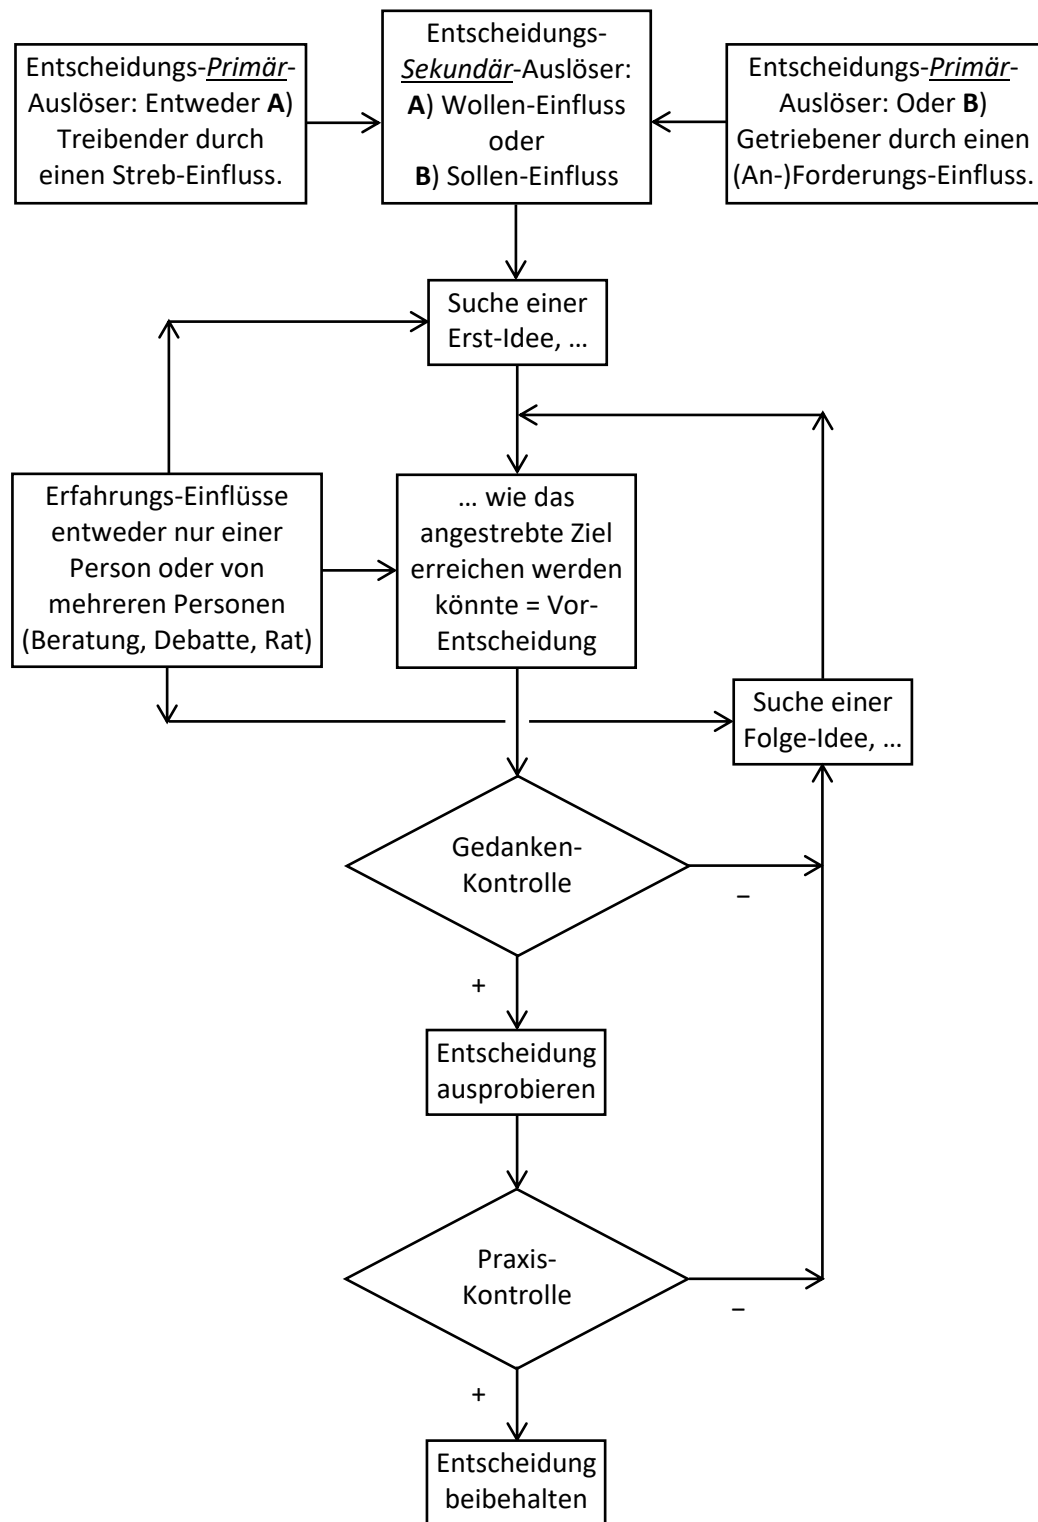 Entscheidungs-Primär-
Auslöser: Entweder A)
Treibender durch
einen Streb-Einfluss.
Entscheidungs-
Sekundär-Auslöser:
A) Wollen-Einfluss
oder
B) Sollen-Einfluss
Entscheidungs-Primär-
Auslöser: Oder B)
Getriebener durch einen
(An-)Forderungs-Einfluss.
Suche einer
Erst-Idee, ...
Erfahrungs-Einflüsse
entweder nur einer
Person oder von
mehreren Personen
(Beratung, Debatte, Rat)
... wie das
angestrebte Ziel
erreichen werden
könnte = Vor-
Entscheidung
Suche einer
Folge-Idee, ...
Gedanken-
Kontrolle
–
+
Entscheidung
ausprobieren
Praxis-
Kontrolle
–
+
Entscheidung
beibehalten